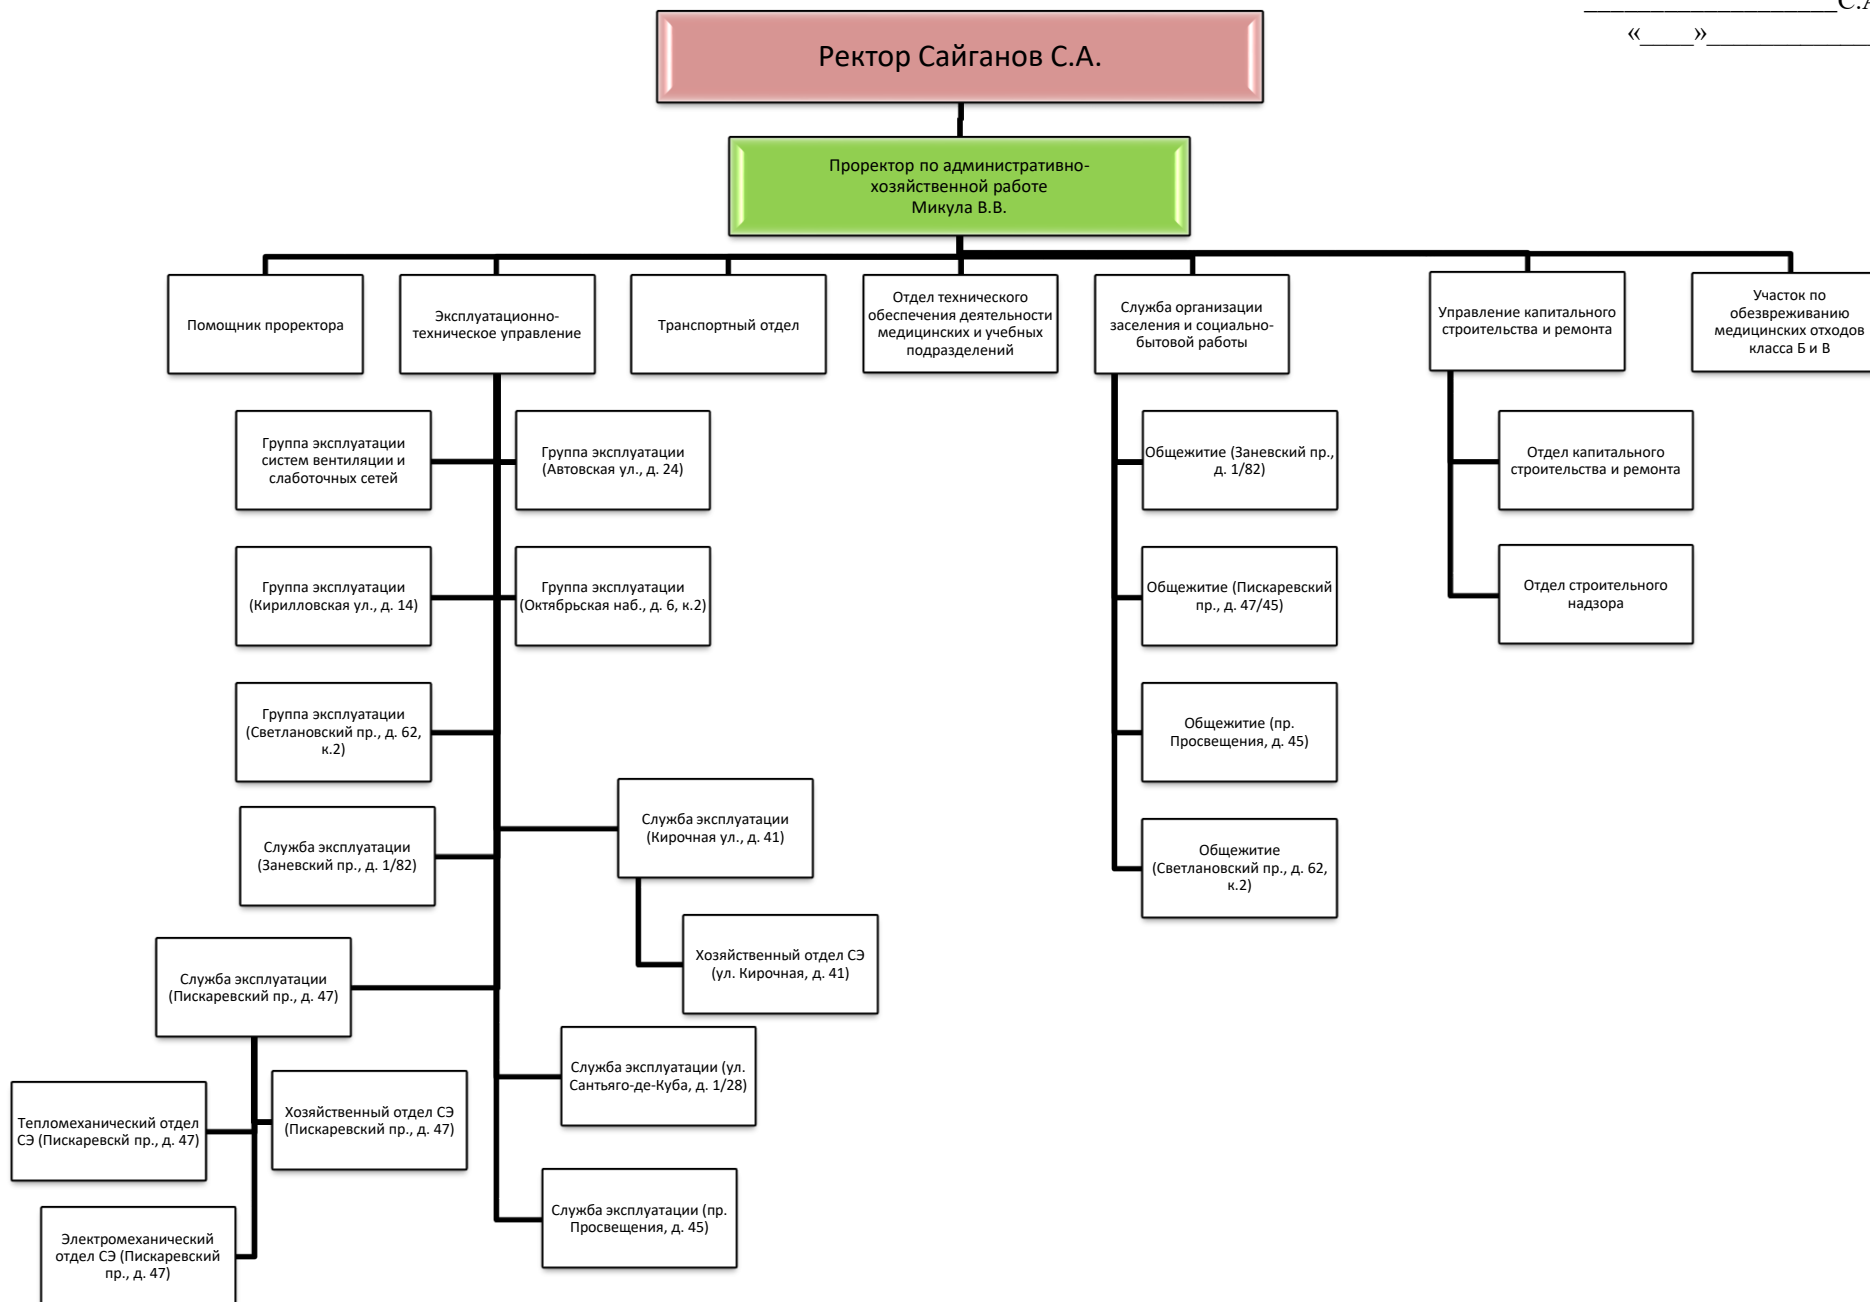 __________________С.А
«____»____________
Ректор Сайганов С.А.
Проректор по административно-
хозяйственной работе
Микула В.В.
Помощник проректора
Эксплуатационно-
техническое управление
Транспортный отдел
Отдел технического
обеспечения деятельности
медицинских и учебных
подразделений
Служба организации
заселения и социально-
бытовой работы
Управление капитального
строительства и ремонта
Участок по
обезвреживанию
медицинских отходов
класса Б и В
Группа эксплуатации
систем вентиляции и
слаботочных сетей
Группа эксплуатации
(Автовская ул., д. 24)
Общежитие (Заневский пр.,
д. 1/82)
Отдел капитального
строительства и ремонта
Группа эксплуатации
(Кирилловская ул., д. 14)
Группа эксплуатации
(Октябрьская наб., д. 6, к.2)
Общежитие (Пискаревский
пр., д. 47/45)
Отдел строительного
надзора
Группа эксплуатации
(Светлановский пр., д. 62,
к.2)
Общежитие (пр.
Просвещения, д. 45)
Служба эксплуатации
(Заневский пр., д. 1/82)
Служба эксплуатации
(Кирочная ул., д. 41)
Общежитие
(Светлановский пр., д. 62,
к.2)
Служба эксплуатации
(Пискаревский пр., д. 47)
Хозяйственный отдел СЭ
(ул. Кирочная, д. 41)
Служба эксплуатации (ул.
Сантьяго-де-Куба, д. 1/28)
Тепломеханический отдел
СЭ (Пискаревскй пр., д. 47)
Хозяйственный отдел СЭ
(Пискаревский пр., д. 47)
Служба эксплуатации (пр.
Просвещения, д. 45)
Электромеханический
отдел СЭ (Пискаревский
пр., д. 47)